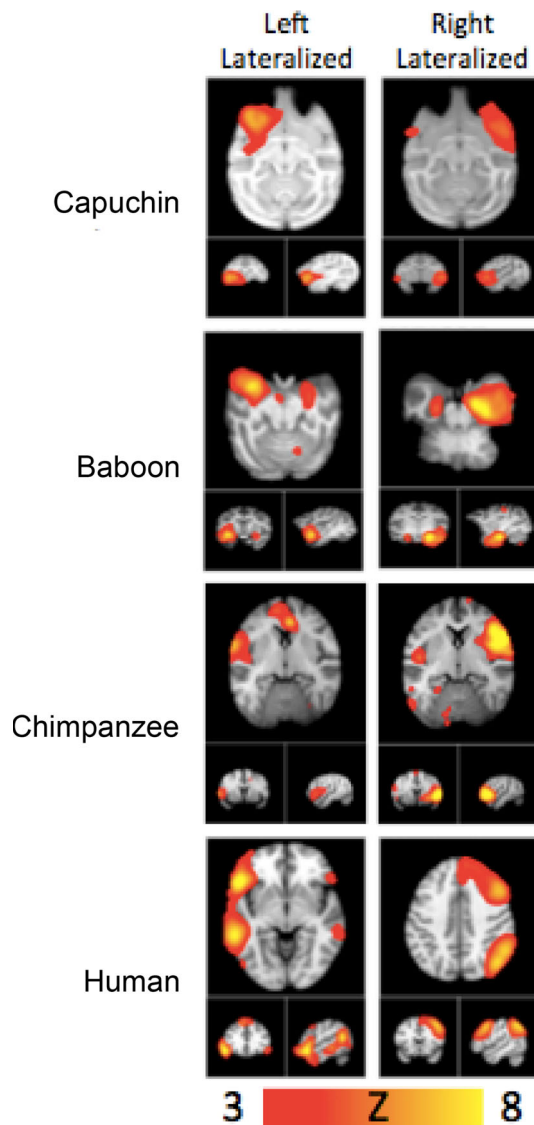 Left
Lateralized
Right
Lateralized
Capuchin
Baboon
Chimpanzee
Human
3 Z 8